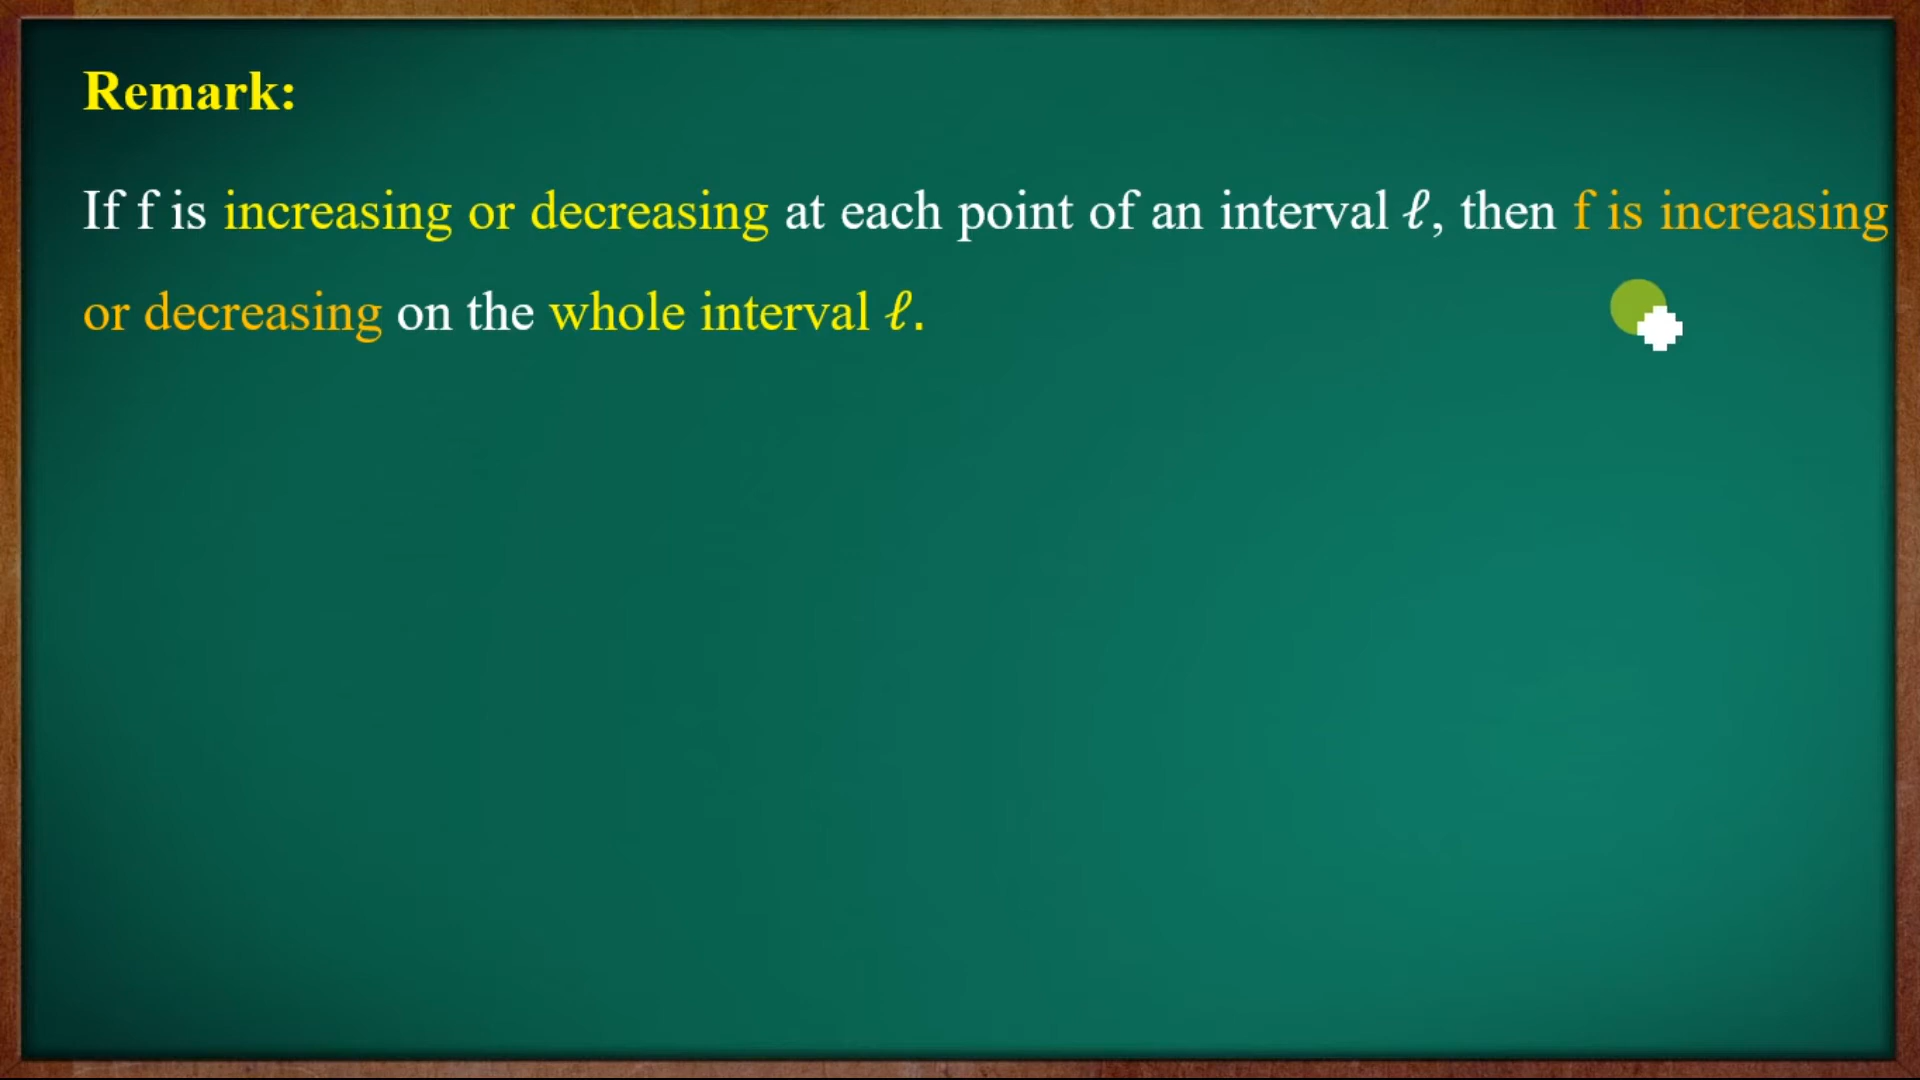 Remark:
If f is increasing or decreasing at each point of an interval ℓ, then f is increasing
or decreasing on the whole interval ℓ.